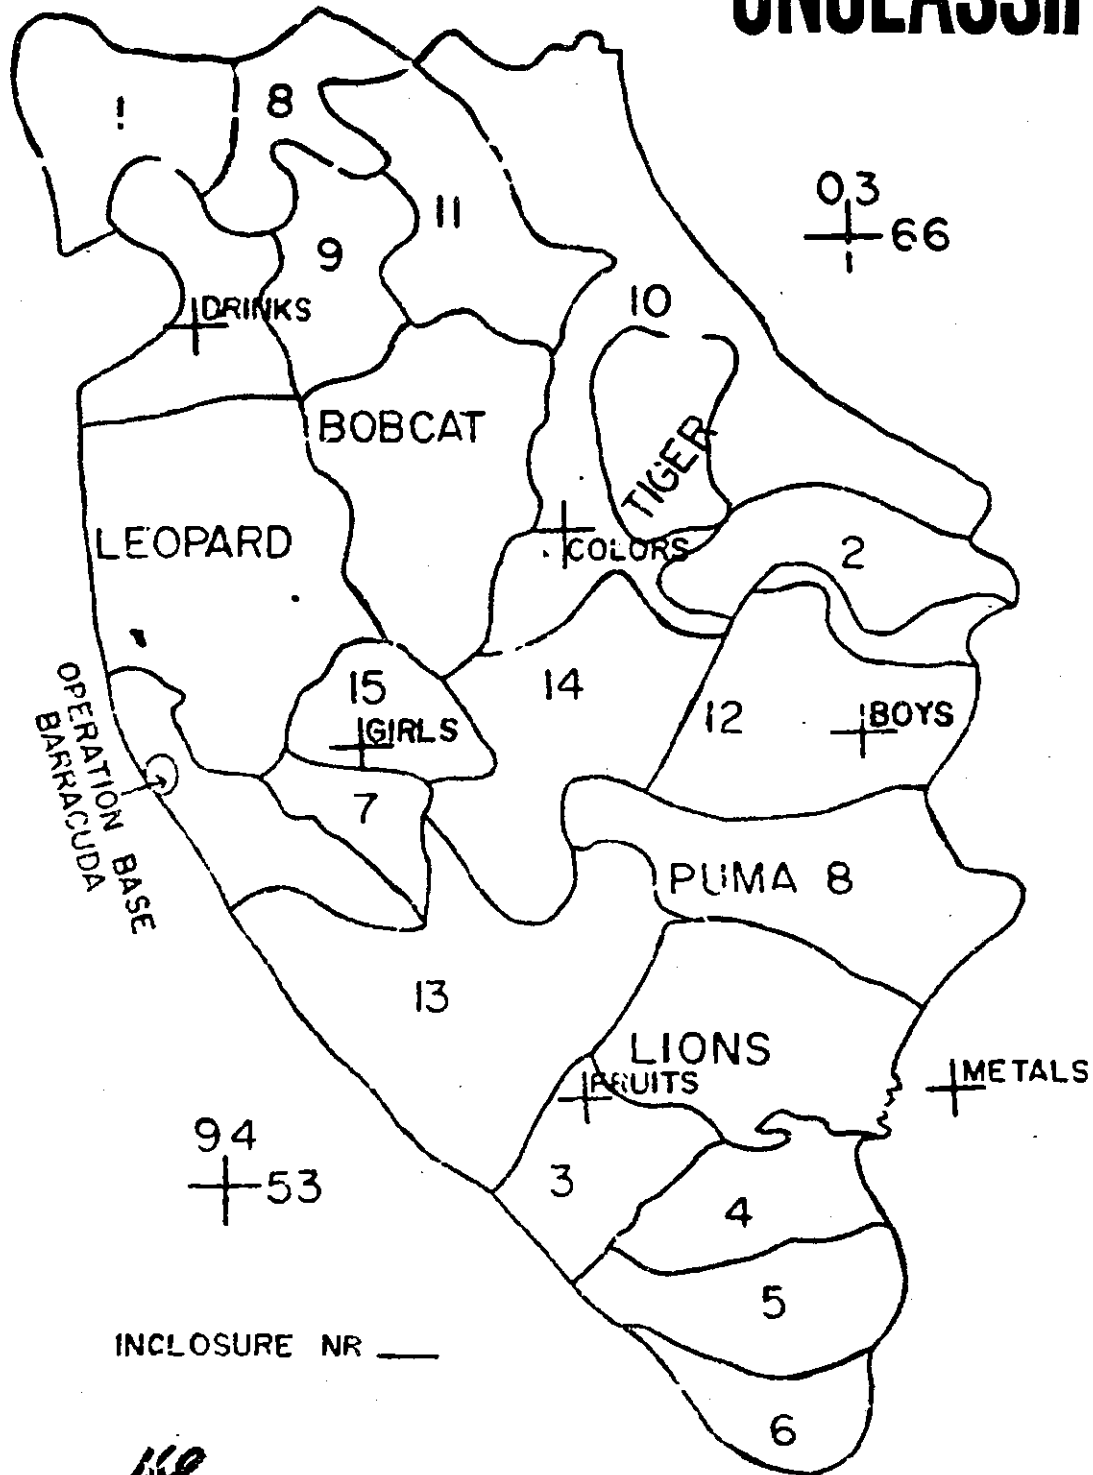 UNCLASSIF
1
8
11
9
03
66
DRINKS
10
BOBCAT
TIGER
LEOPARD
COLORS
2
15
14
12
GIRLS
BOYS
OPERATION BASE
BARRACUDA
7
PUMA 8
13
LIONS
FRUITS
METALS
94
53
3
4
5
INCLOSURE NR
6